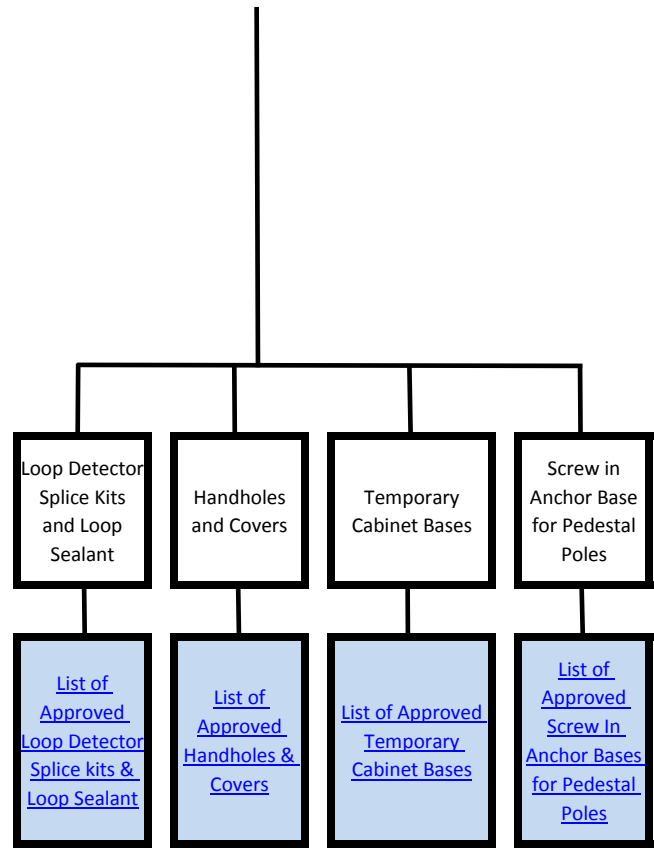 Loop Detector
Splice Kits
and Loop
Sealant
Handholes
and Covers
Temporary
Cabinet Bases
Screw in
Anchor Base
for Pedestal
Poles
List of
Approved
Loop Detector
Splice kits &
Loop Sealant
List of
Approved
Handholes &
Covers
List of Approved
Temporary
Cabinet Bases
List of
Approved
Screw In
Anchor Bases
for Pedestal
Poles